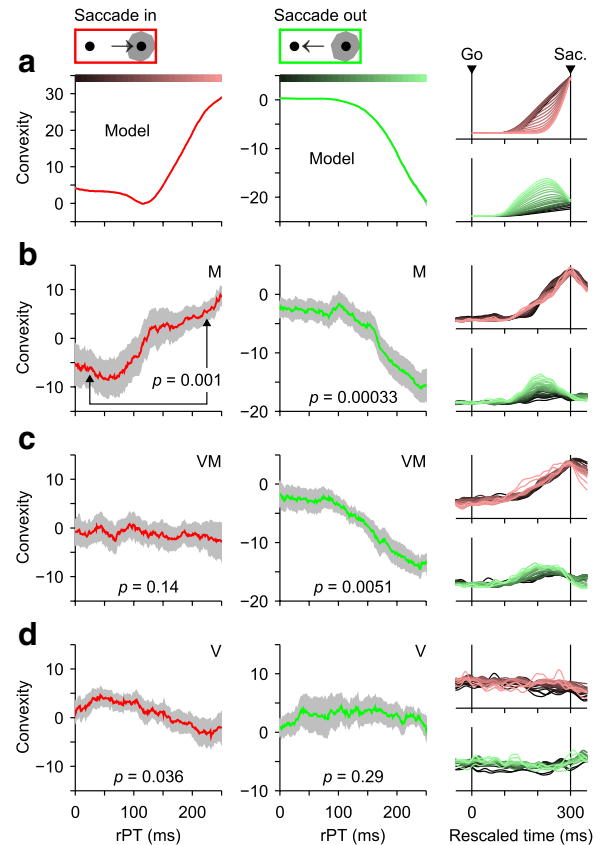 Saccade in
Saccade out
a
Go
Sac.
Convexity
30
20
10
0
Model
0
−10
−20
Model
b
Convexity
10
0
−10
M
p = 0.001
0
−10
−20
M
p = 0.00033
c
Convexity
10
0
−10
VM
p = 0.14
0
−10
−20
VM
p = 0.0051
d
Convexity
10
0
−10
V
p = 0.036
10
0
−10
V
p = 0.29
0 100 200
0 100 200
0 300
rPT (ms)
rPT (ms)
Rescaled time (ms)